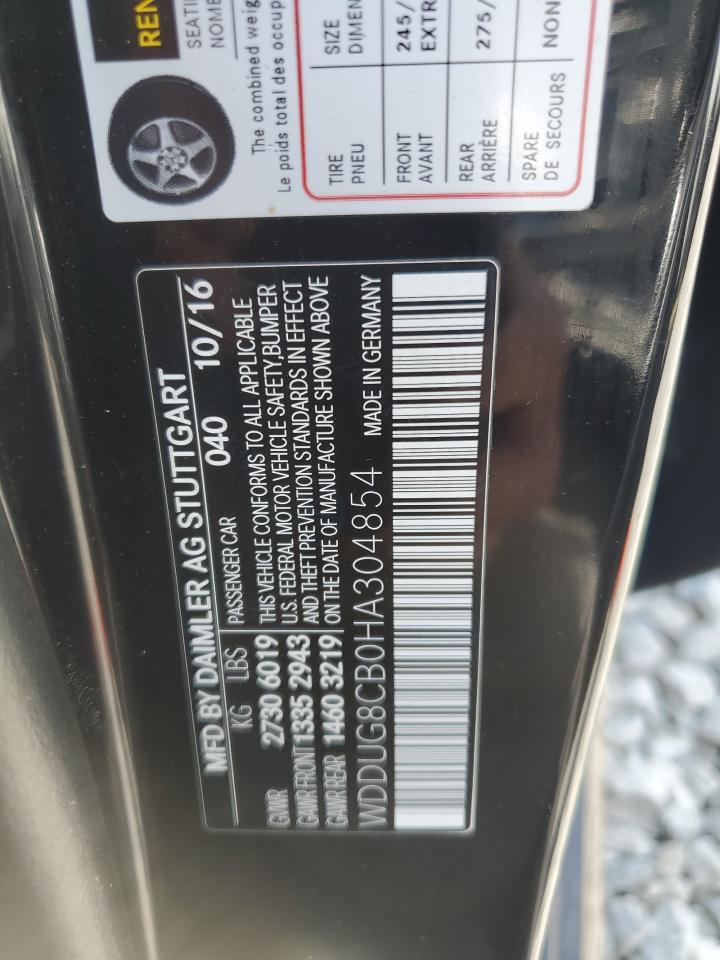 REN
SEATI
NOME
The combined weig
Le poids total des occup
TIRE SIZE
PNEU DIMEN
FRONT 245/
AVANT EXTR
REAR 275/
ARRIÈRE
SPARE NON
DE SECOURS
MFD BY DAIMLER AG STUTTGART
040 10/16
KG LBS PASSENGER CAR
GVWR 2730 6019 THIS VEHICLE CONFORMS TO ALL APPLICABLE
U.S. FEDERAL MOTOR VEHICLE SAFETY,BUMPER
GAWR FRONT 1335 2943 AND THEFT PREVENTION STANDARDS IN EFFECT
GAWR REAR 1460 3219 ON THE DATE OF MANUFACTURE SHOWN ABOVE
WDDUG8CB0HA304854 MADE IN GERMANY